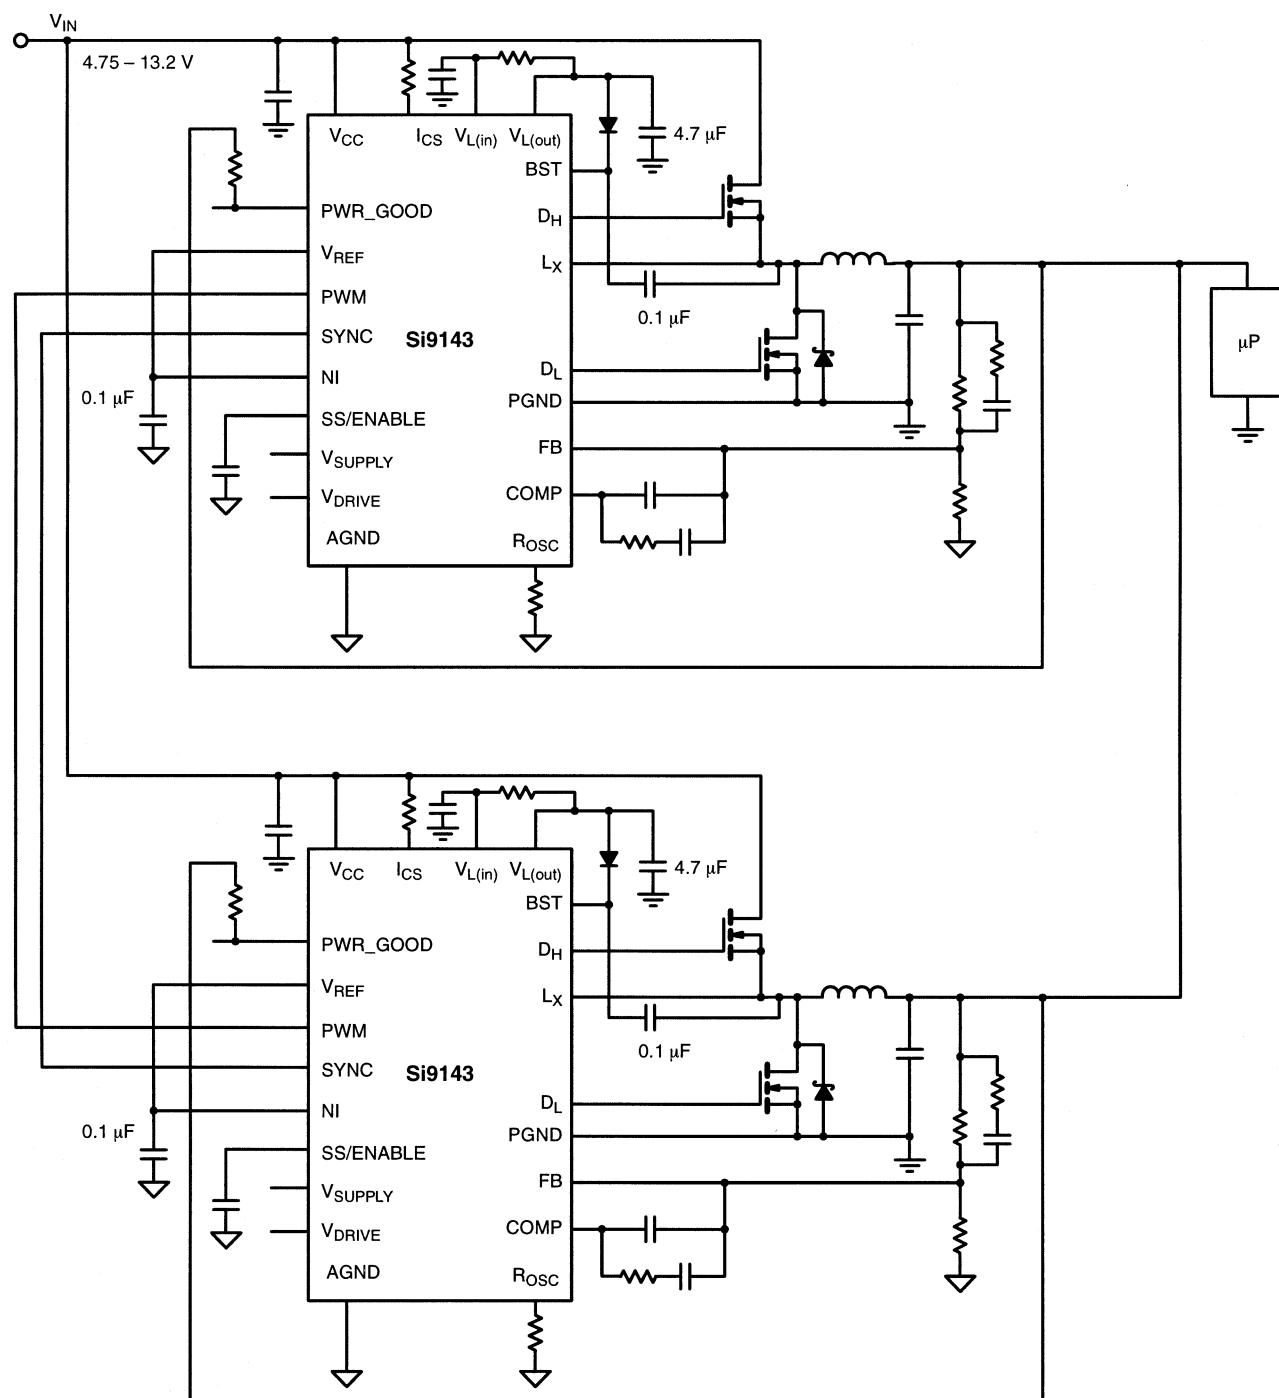 VIN
4.75 – 13.2 V
VCC
ICS
VL(in)
VL(out)
4.7 μF
BST
PWR_GOOD
DH
VREF
LX
PWM
0.1 μF
SYNC
Si9143
μP
DL
NI
0.1 μF
PGND
SS/ENABLE
FB
VSUPPLY
COMP
VDRIVE
AGND
ROSC
VCC
ICS
VL(in)
VL(out)
4.7 μF
BST
PWR_GOOD
DH
VREF
LX
PWM
0.1 μF
SYNC
Si9143
DL
NI
0.1 μF
PGND
SS/ENABLE
FB
VSUPPLY
COMP
VDRIVE
AGND
ROSC